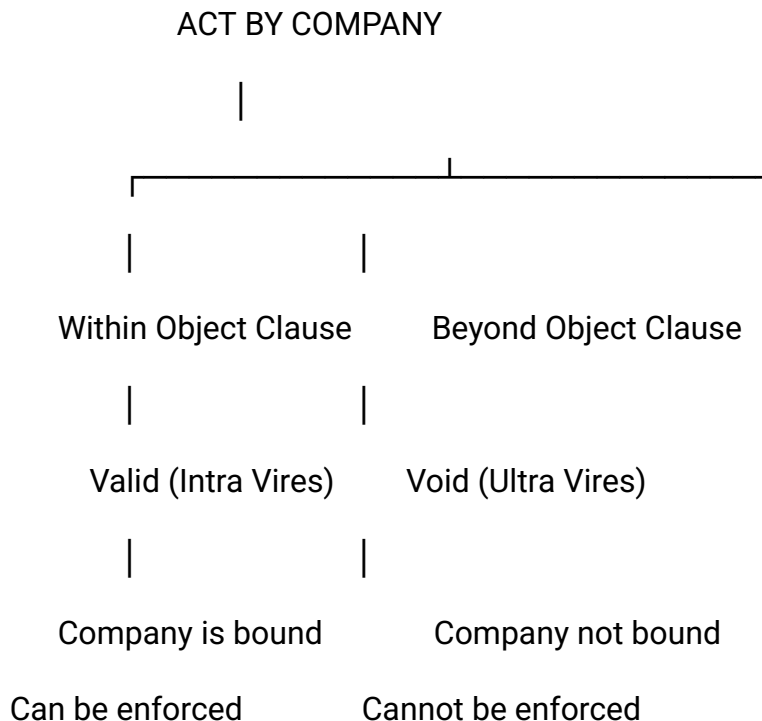 ACT BY COMPANY
Within Object Clause Beyond Object Clause
Valid (Intra Vires) Void (Ultra Vires)
Company is bound Company not bound
Can be enforced Cannot be enforced